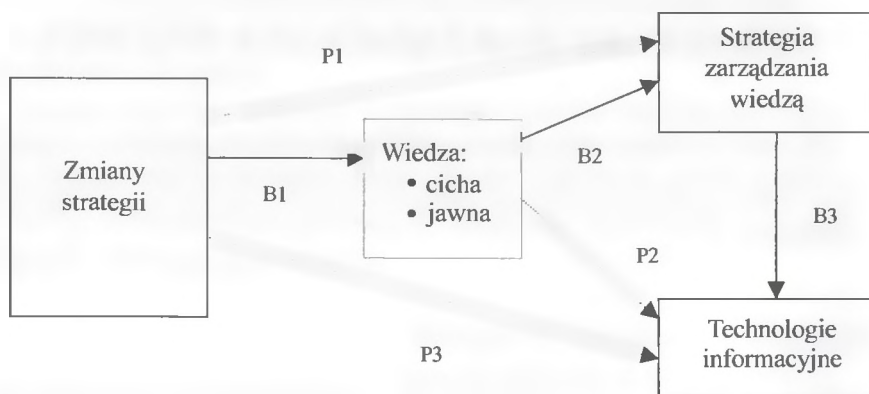 P1
Strategia
zarządzania
wiedzą
Zmiany
strategii
B1
Wiedza:
• cicha
• jawna
B2
B3
P2
P3
Technologie
informacyjne